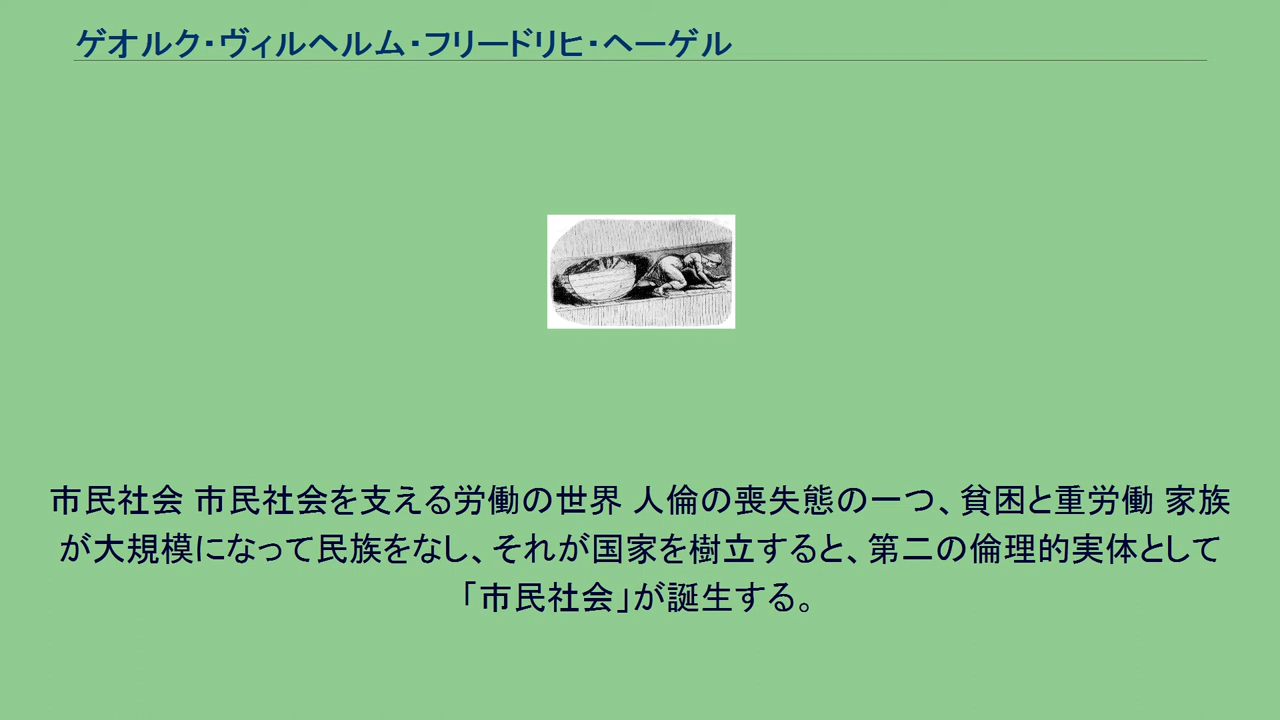 ゲオルク・ヴィルヘルム・フリードリヒ・ヘーゲル
市民社会 市民社会を支える労働の世界 人倫の喪失態の一つ、貧困と重労働 家族
が大規模になって民族をなし、それが国家を樹立すると、第二の倫理的実体として
「市民社会」が誕生する。